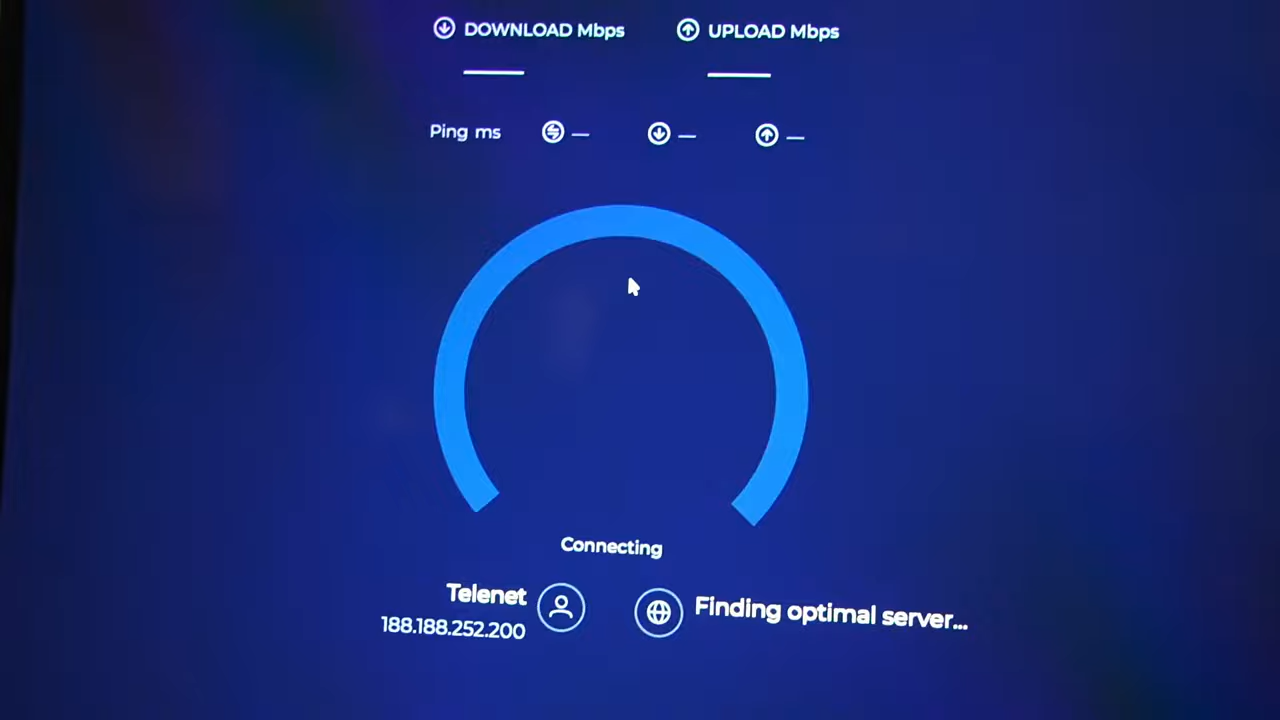 DOWNLOAD Mbps UPLOAD Mbps
Ping ms — — —
Connecting
Telenet
188.188.252.200
Finding optimal server...